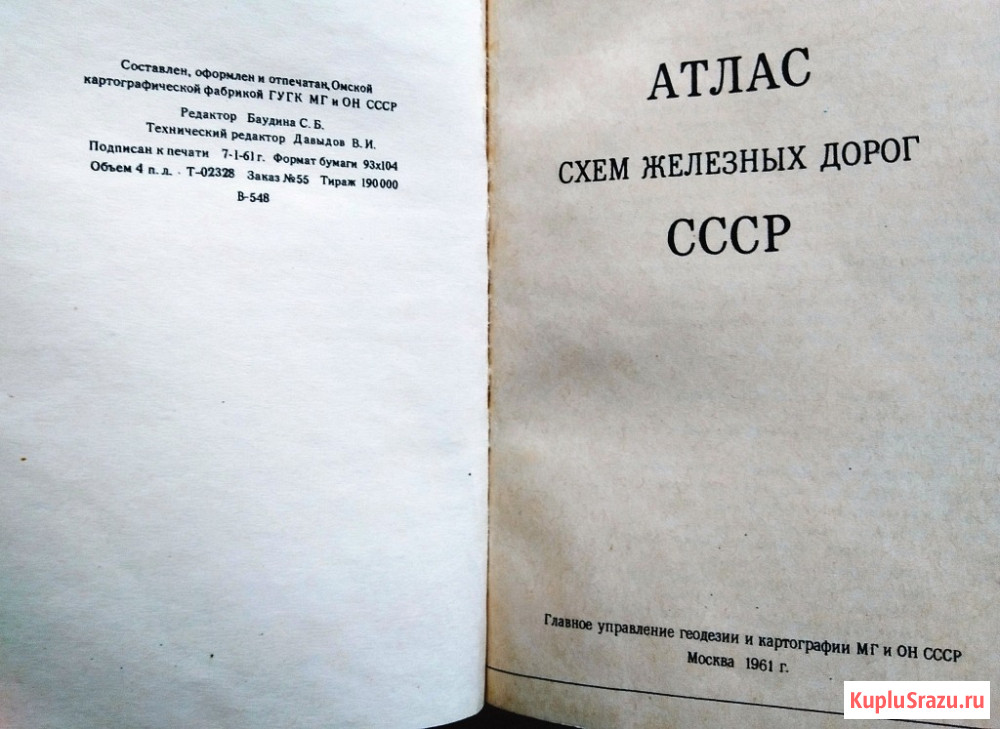 Составлен, оформлен и отпечатан, Омской
картографической фабрикой ГУГК МГ и ОН СССР
Редактор Баудина С. Б.
Технический редактор Давыдов В. И.
Подписан к печати 7-1-61 г. Формат бумаги 93х104
Объем 4 п. л. · Т-02328 Заказ №55 Тираж 190000
В-548
АТЛАС
СХЕМ ЖЕЛЕЗНЫХ ДОРОГ
СССР
Главное управление геодезии и картографии МГ и ОН СССР
Москва 1961 г.
KupluSrazu.ru